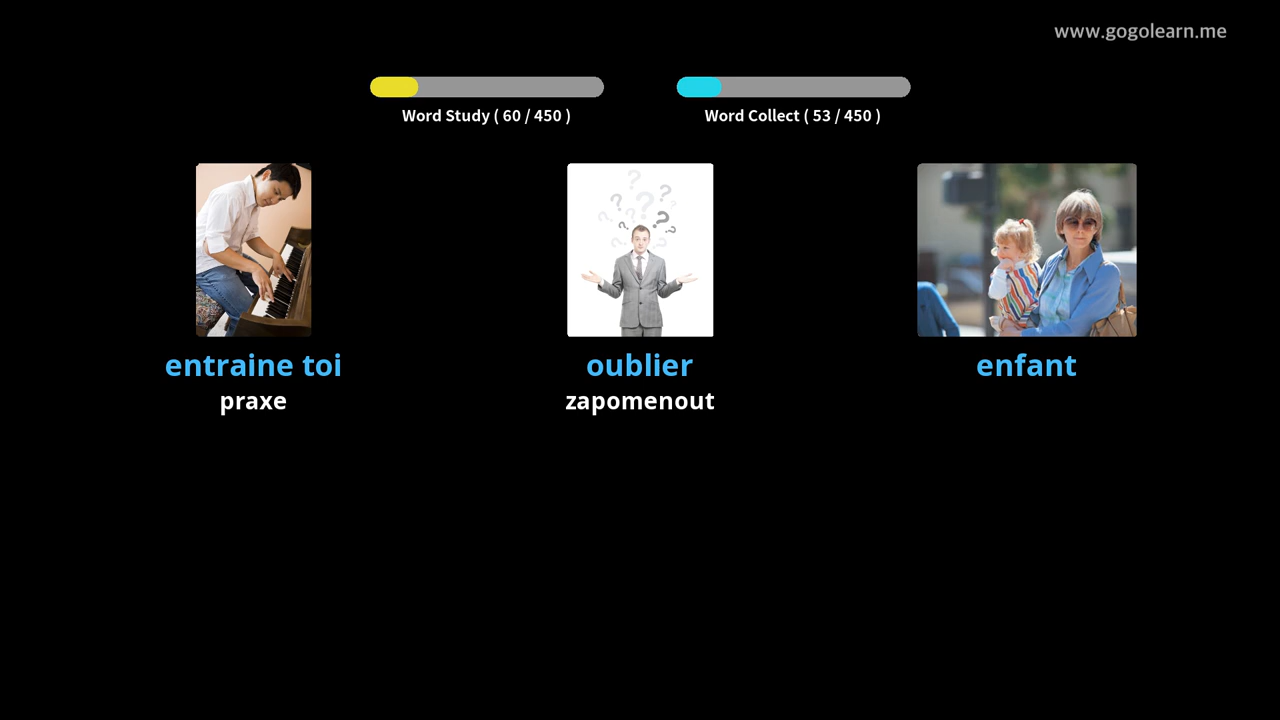 www.gogolearn.me
Word Study ( 60 / 450 )
Word Collect ( 53 / 450 )
entraine toi
praxe
oublier
zapomenout
enfant